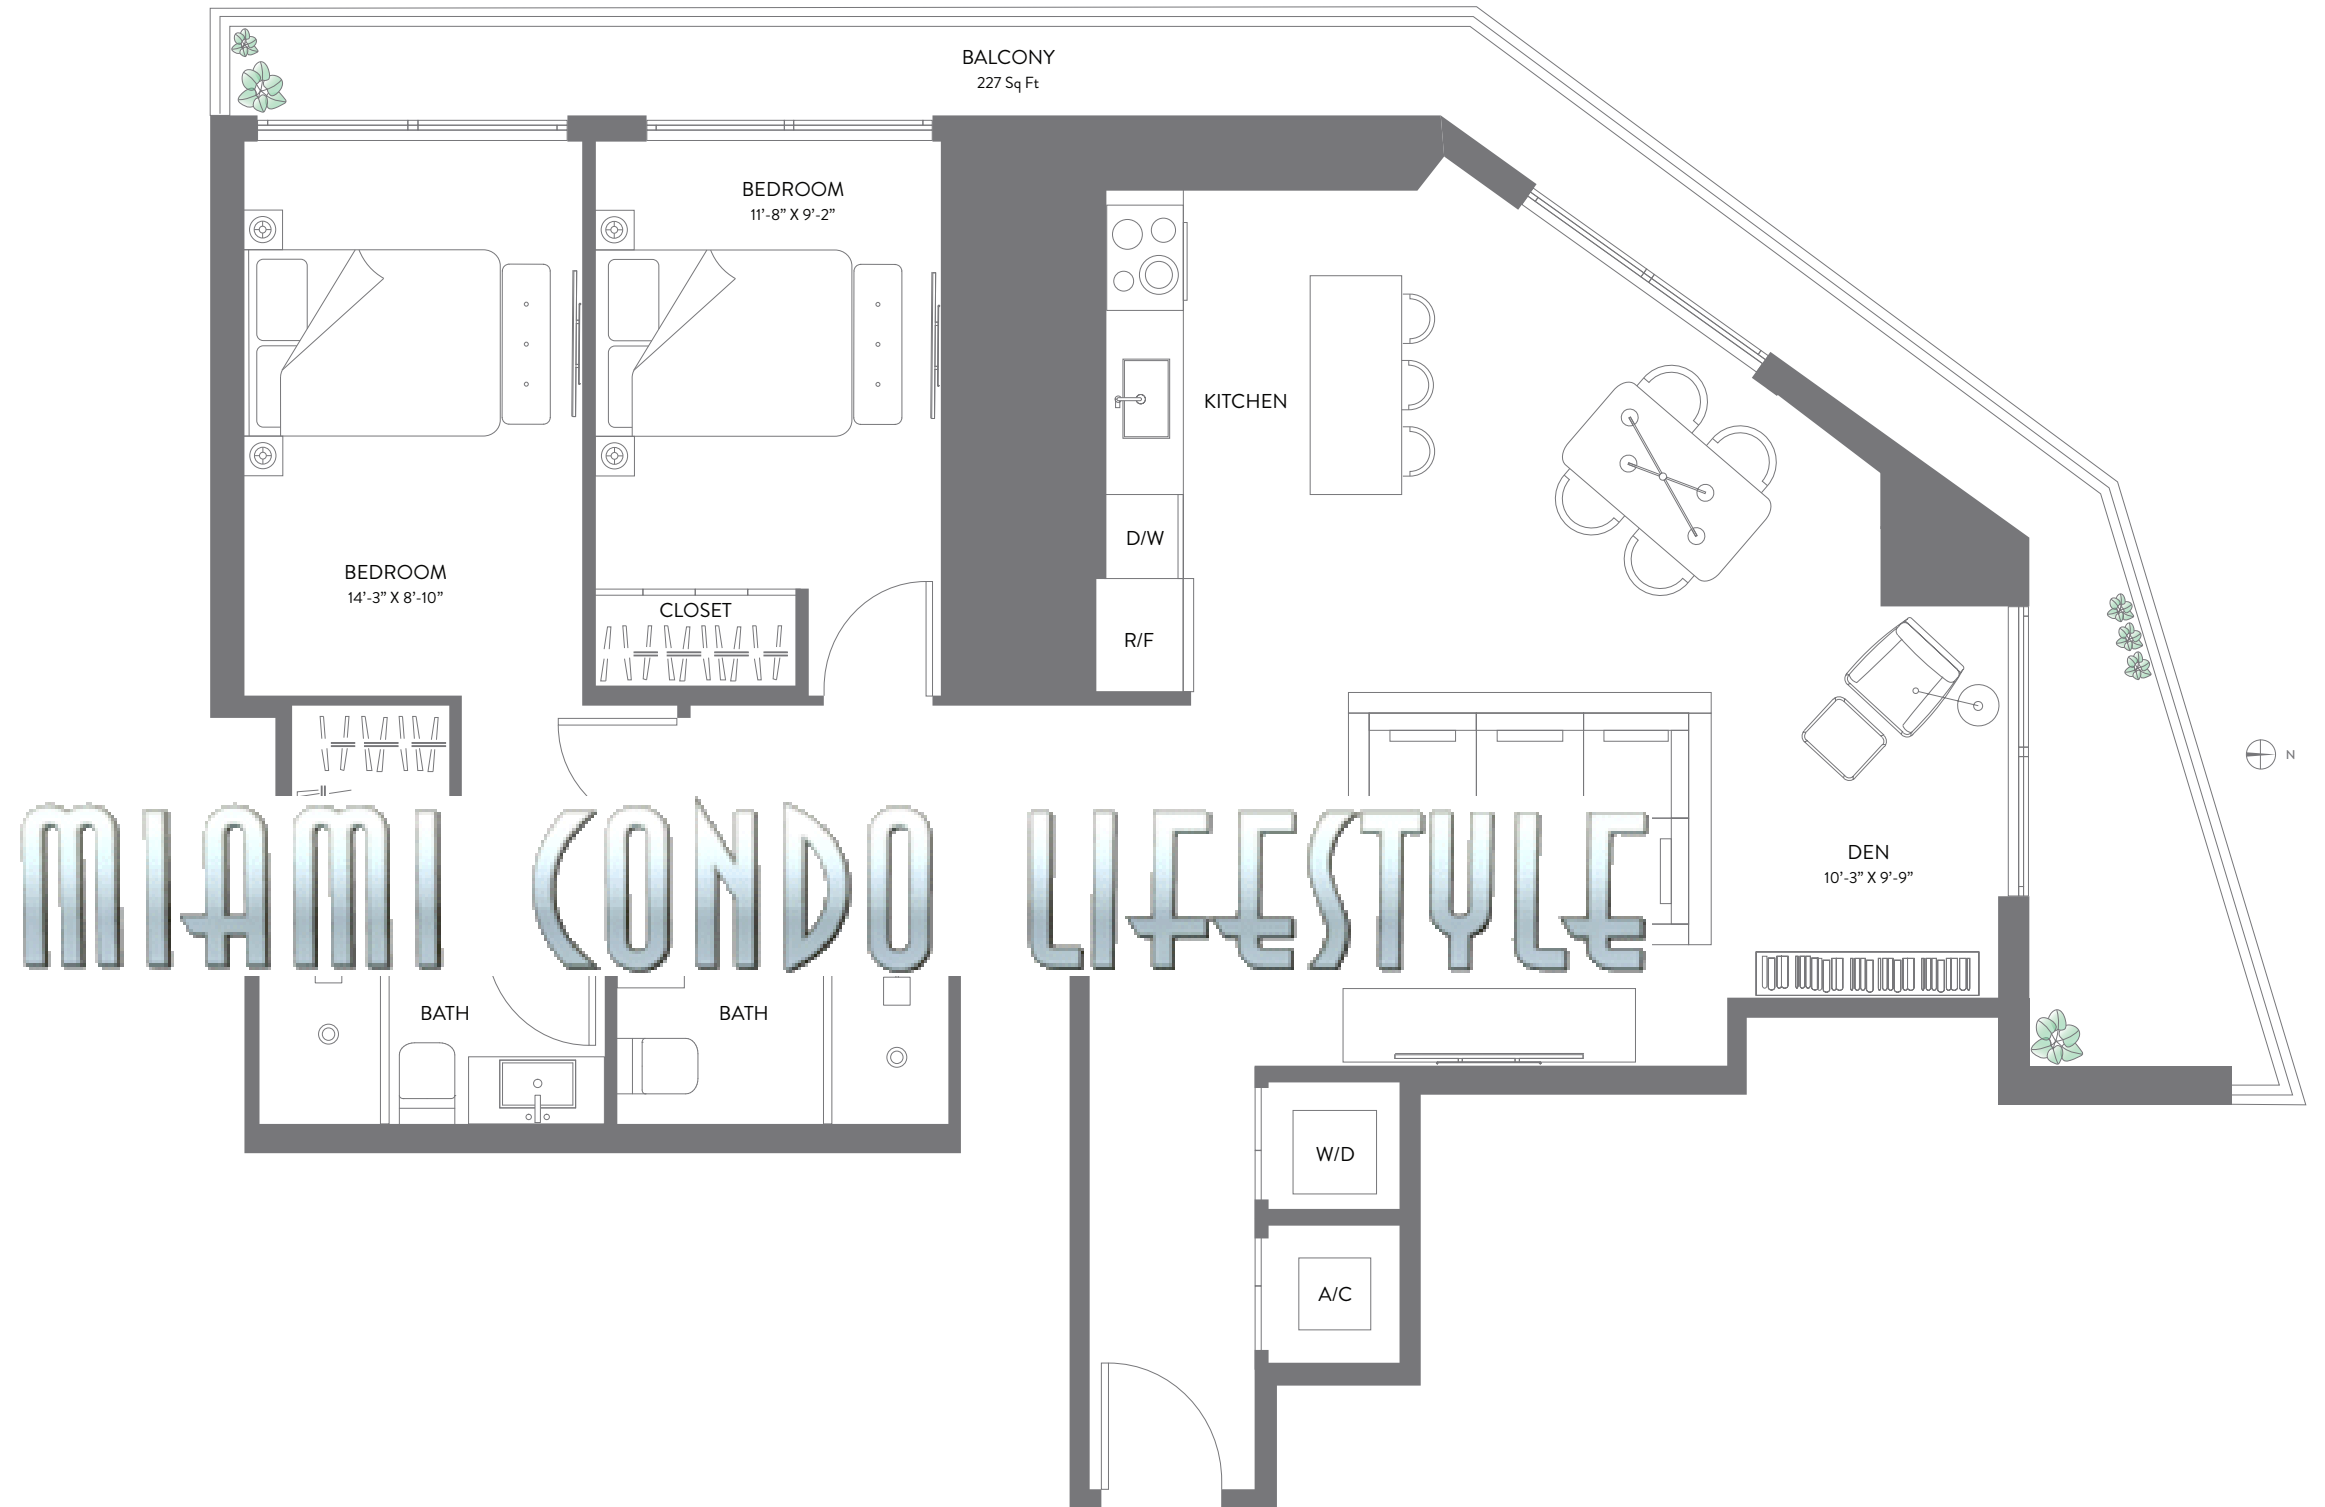 BALCONY
227 Sq Ft
BEDROOM
11’-8” X 9’-2”
KITCHEN
D/W
BEDROOM
14’-3” X 8’-10”
CLOSET
R/F
N
DEN
10’-3” X 9’-9”
MIAMI CONDO LIFESTYLE
BATH
BATH
W/D
A/C